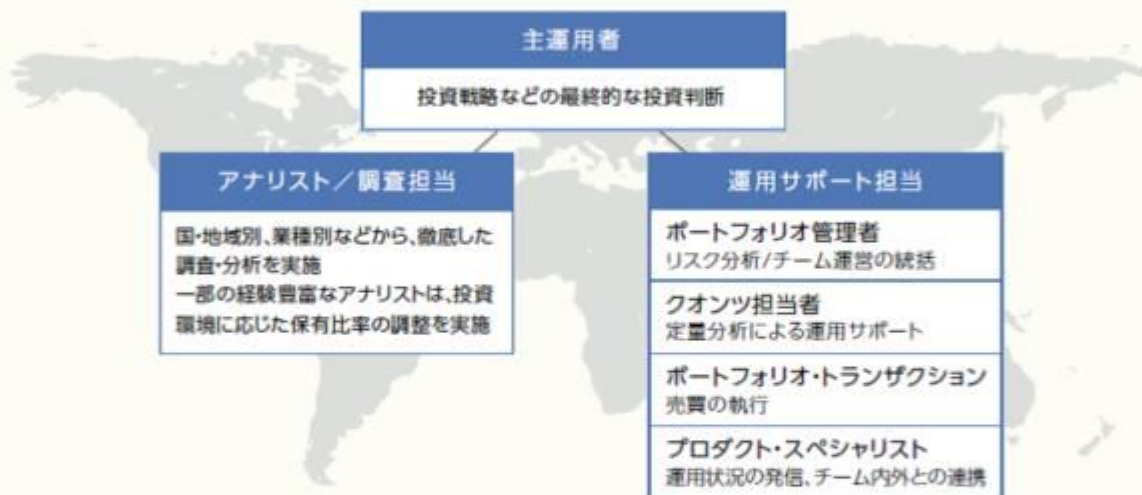 主運用者
投資戦略などの最終的な投資判断
アナリスト／調査担当
国・地域別、業種別などから、徹底した
調査・分析を実施
一部の経験豊富なアナリストは、投資
環境に応じた保有比率の調整を実施
運用サポート担当
ポートフォリオ管理者
リスク分析/チーム運営の統括
クオンツ担当者
定量分析による運用サポート
ポートフォリオ・トランザクション
売買の執行
プロダクト・スペシャリスト
運用状況の発信、チーム内外との連携